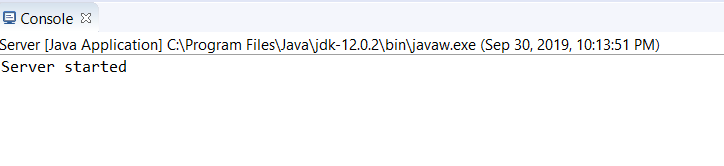 Console
Server [Java Application] C:\Program Files\Java\jdk-12.0.2\bin\javaw.exe (Sep 30, 2019, 10:13:51 PM)
Server started